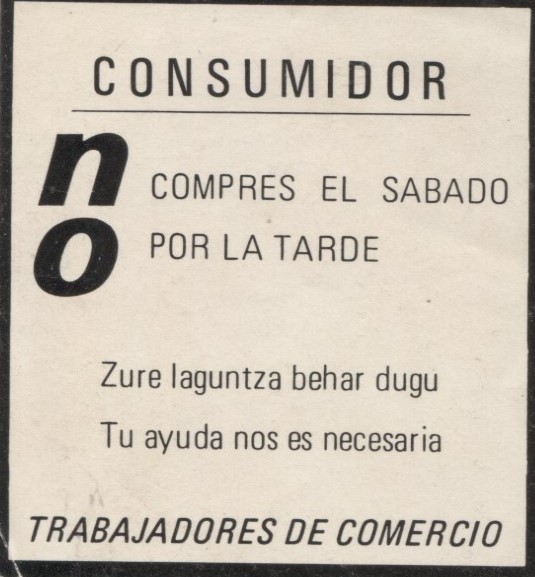 CONSUMIDOR
no COMPRES EL SABADO
POR LA TARDE
Zure laguntza behar dugu
Tu ayuda nos es necesaria
TRABAJADORES DE COMERCIO